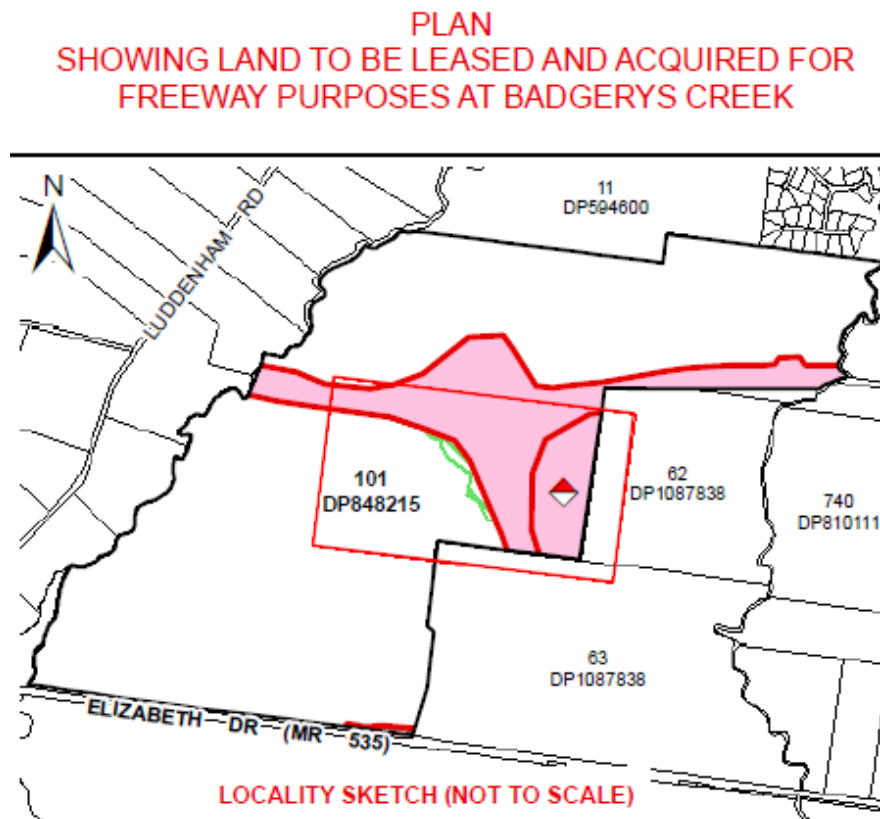 PLAN
SHOWING LAND TO BE LEASED AND ACQUIRED FOR
FREEWAY PURPOSES AT BADGERYS CREEK
N
11
DP594600
LUDDENHAM RD
101
DP848215
62
DP1087838
740
DP810111
63
DP1087838
ELIZABETH DR (MR 535)
LOCALITY SKETCH (NOT TO SCALE)